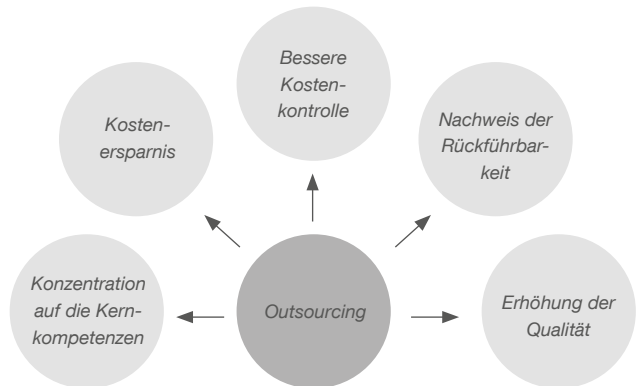 Bessere
Kosten-
kontrolle
Kosten-
ersparnis
Nachweis der
Rückführbar-
keit
Konzentration
auf die Kern-
kompetenzen
Outsourcing
Erhöhung der
Qualität